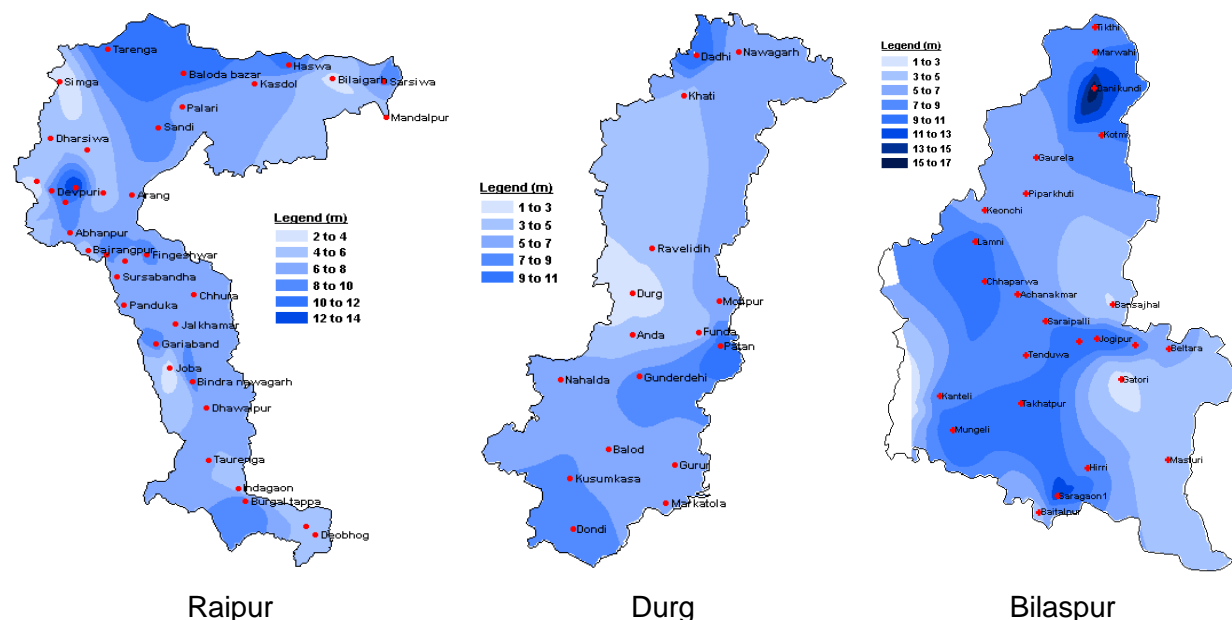 Tarenga
Haswa
Baloda bazar
Bilaigarh
Sarsiwa
Simga
Kasdol
Palari
Mandalpur
Sandi
Dharsiwa
Devpuri
Arang
Abhanpur
Bajrangpur
Fingeshwar
Sursabandha
Chhura
Panduka
Jalkhamar
Gariaband
Joba
Bindra nawagarh
Dhawalpur
Taurenga
Indagaon
Burgal tappa
Deobhog
Legend (m)
2 to 4
4 to 6
6 to 8
8 to 10
10 to 12
12 to 14
Raipur
Dadhi
Nawagarh
Khati
Ravelidih
Durg
Anda
Funda
Patan
Nahalda
Gunderdehi
Balod
Gurur
Kusumkasa
Markatola
Dondi
Legend (m)
1 to 3
3 to 5
5 to 7
7 to 9
9 to 11
Durg
Legend (m)
1 to 3
3 to 5
5 to 7
7 to 9
9 to 11
11 to 13
13 to 15
15 to 17
Tikthi
Marwahi
Danikundi
Kotmi
Gaurela
Piparkhuti
Keonchi
Lamni
Chhaparwa
Achanakmar
Bansajhal
Saraipalli
Jogipur
Beltara
Tenduwa
Gatori
Kanteli
Takhatpur
Mungeli
Hirri
Masturi
Saragaon1
Baitalpur
Bilaspur